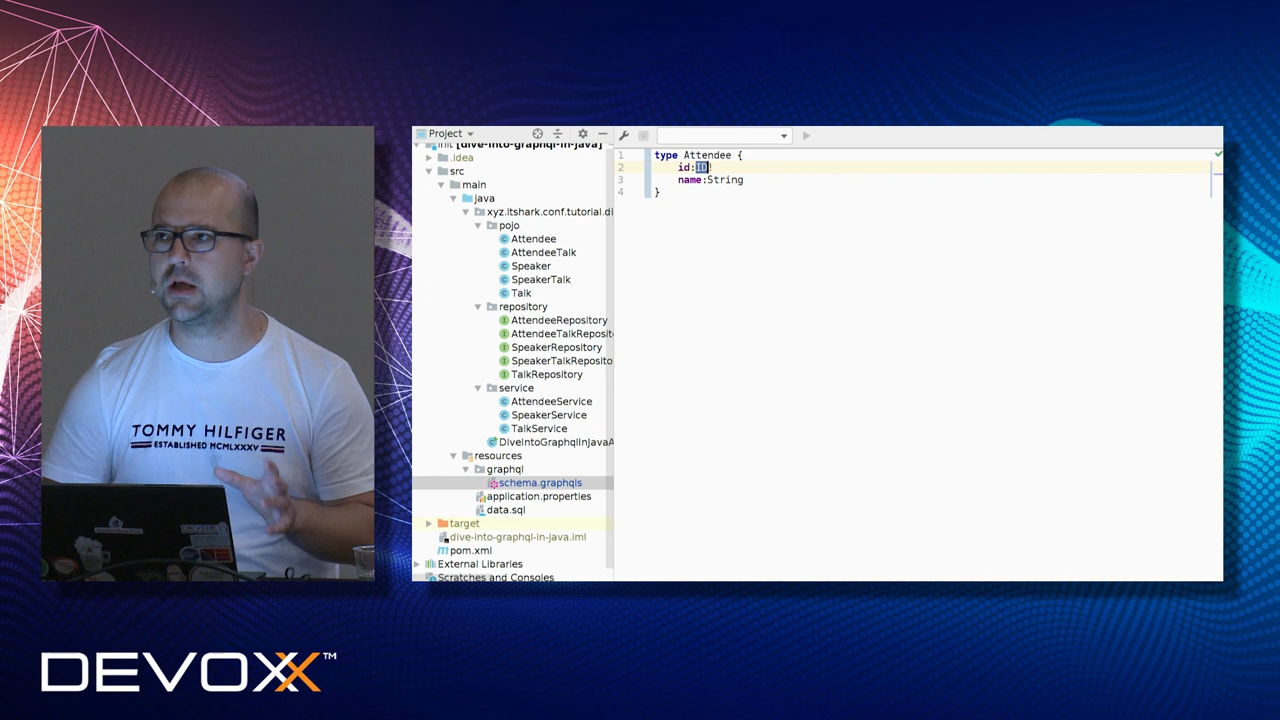 TOMMY HILFIGER
ESTABLISHED MCMLXXXV
DEVOXX™
Project
init [dive-into-graphql-in-java]
.idea
src
main
java
xyz.itshark.conf.tutorial.di
pojo
Attendee
AttendeeTalk
Speaker
SpeakerTalk
Talk
repository
AttendeeRepository
AttendeeTalkReposit
SpeakerRepository
SpeakerTalkReposito
TalkRepository
service
AttendeeService
SpeakerService
TalkService
DiveIntoGraphqlInJavaA
resources
graphql
schema.graphqls
application.properties
data.sql
target
dive-into-graphql-in-java.iml
pom.xml
External Libraries
Scratches and Consoles
1 type Attendee {
2 id:ID!
3 name:String
4 }